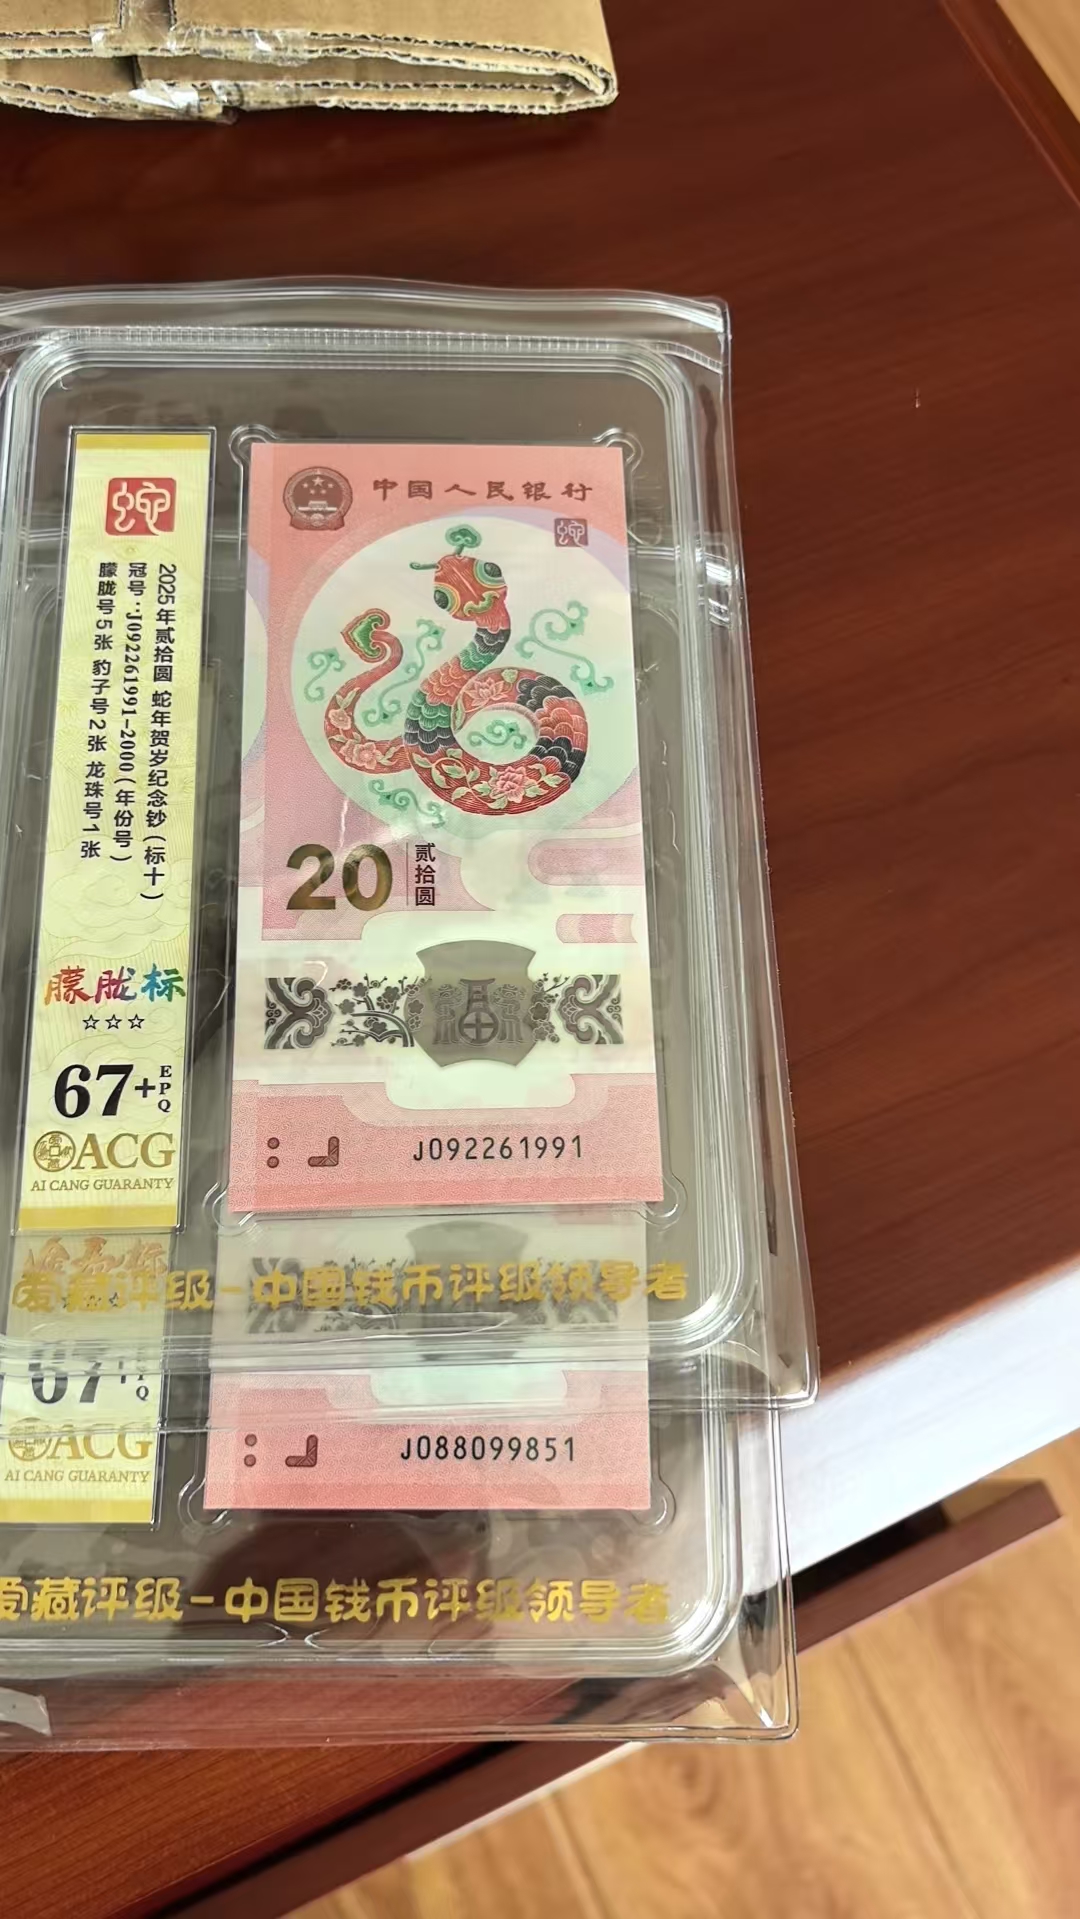 蛇
2025年贰拾圆 蛇年贺岁纪念钞(标十)
冠号:J092261991-2000(年份号)
朦胧号5张 豹子号2张 龙珠号1张
朦胧标
☆☆☆
67+
EPQ
ACG
AI CANG GUARANTY
中国人民银行
蛇
20
贰拾圆
福
J092261991
爱藏评级-中国钱币评级领导者
67+
ACG
AI CANG GUARANTY
J088099851
爱藏评级-中国钱币评级领导者